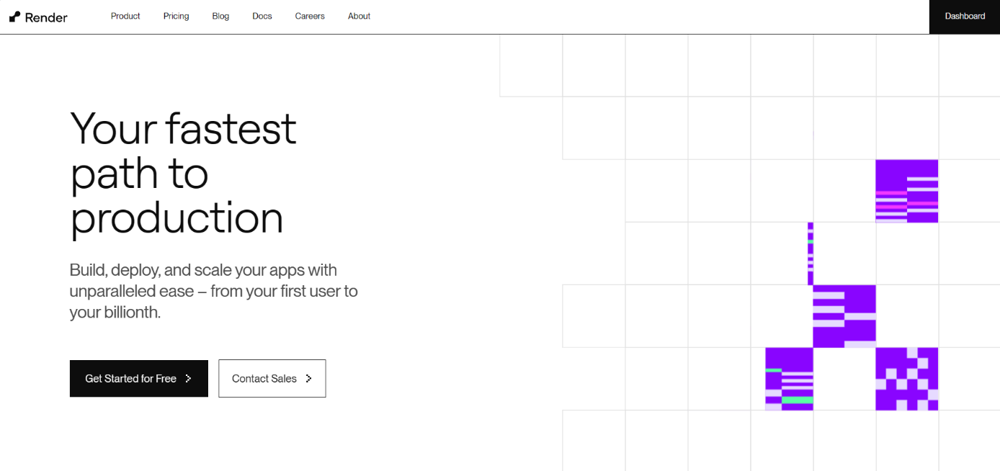 Render
Product
Pricing
Blog
Docs
Careers
About
Dashboard
Your fastest
path to
production
Build, deploy, and scale your apps with
unparalleled ease – from your first user to
your billionth.
Get Started for Free
Contact Sales